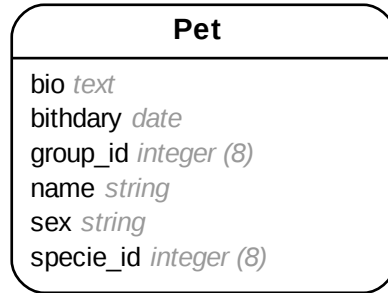 Pet
bio text
bithdary date
group_id integer (8)
name string
sex string
specie_id integer (8)